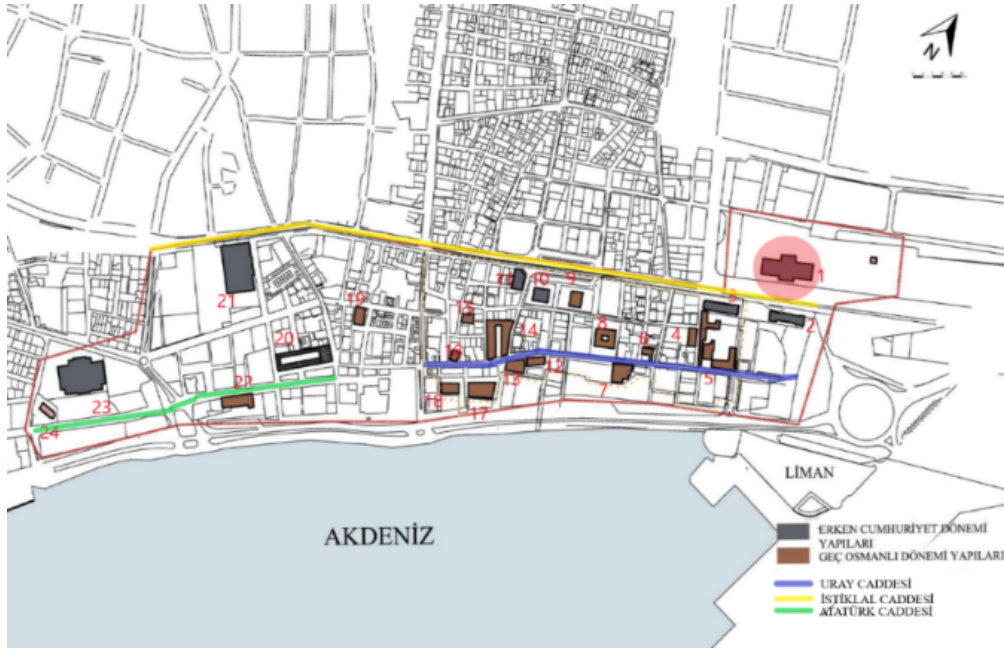 N
1
2
3
4
5
6
7
8
9
10
11
12
13
14
15
16
17
18
19
20
21
22
23
24
LİMAN
AKDENİZ
ERKEN CUMHURİYET DÖNEMİ
YAPILARI
GEÇ OSMANLI DÖNEMİ YAPILARI
URAY CADDESİ
İSTİKLAL CADDESİ
ATATÜRK CADDESİ